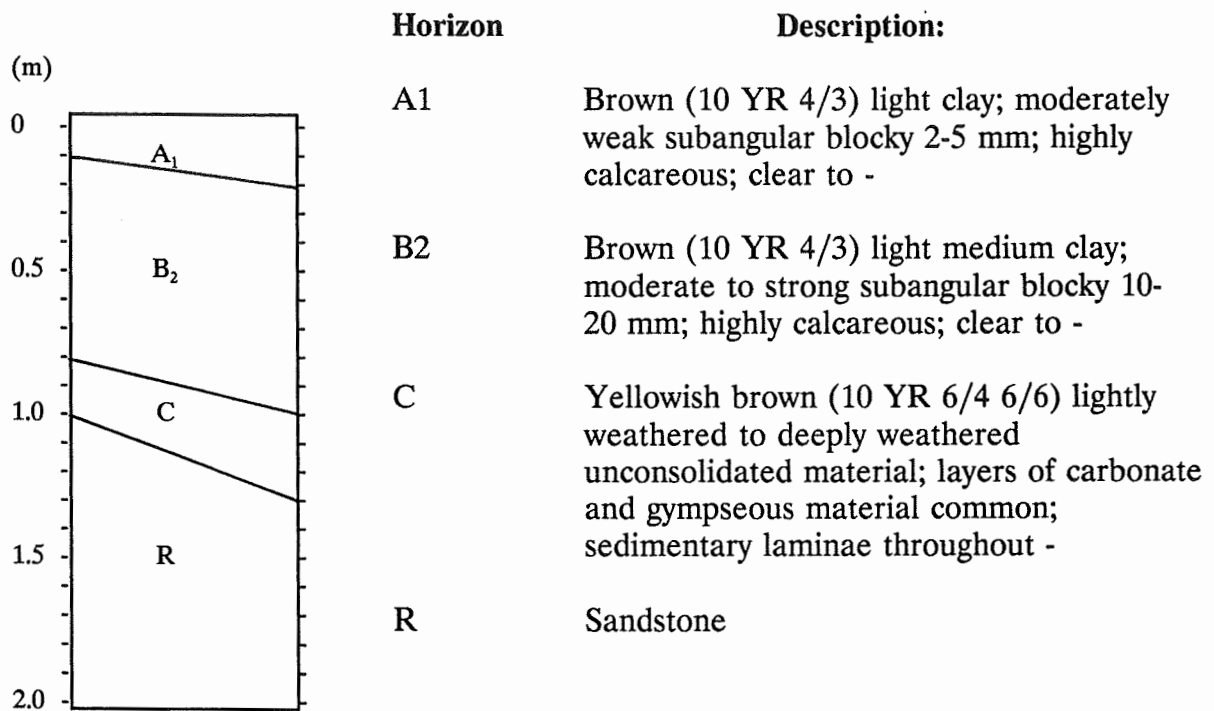 Horizon Description:
(m)
0
0.5
1.0
1.5
2.0
A₁
B₂
C
R
A1 Brown (10 YR 4/3) light clay; moderately
weak subangular blocky 2-5 mm; highly
calcareous; clear to -
B2 Brown (10 YR 4/3) light medium clay;
moderate to strong subangular blocky 10-
20 mm; highly calcareous; clear to -
C Yellowish brown (10 YR 6/4 6/6) lightly
weathered to deeply weathered
unconsolidated material; layers of carbonate
and gympseous material common;
sedimentary laminae throughout -
R Sandstone